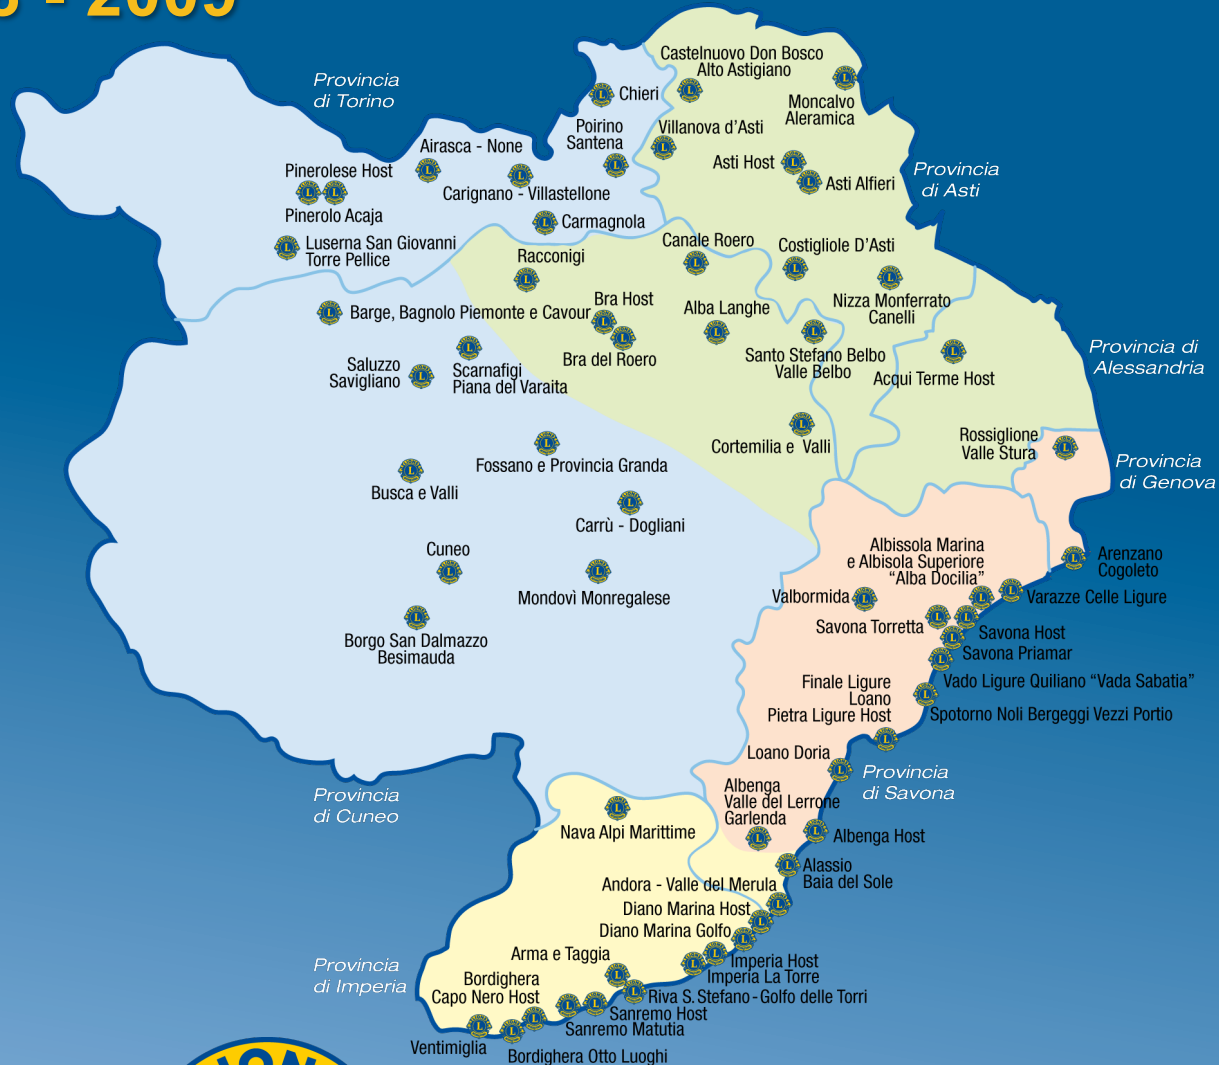 - 2009
Provincia
di Torino
Castelnuovo Don Bosco
Alto Astigiano
Chieri
Moncalvo
Aleramica
Poirino
Santena
Villanova d'Asti
Airasca - None
Asti Host
Asti Alfieri
Provincia
di Asti
Pinerolese Host
Carignano - Villastellone
Pinerolo Acaja
Carmagnola
Luserna San Giovanni
Torre Pellice
Racconigi
Canale Roero
Costigliole D'Asti
Nizza Monferrato
Canelli
Barge, Bagnolo Piemonte e Cavour
Bra Host
Alba Langhe
Bra del Roero
Santo Stefano Belbo
Valle Belbo
Acqui Terme Host
Provincia di
Alessandria
Saluzzo
Savigliano
Scarnafigi
Piana del Varaita
Cortemilia e Valli
Rossiglione
Valle Stura
Provincia
di Genova
Fossano e Provincia Granda
Busca e Valli
Carrù - Dogliani
Cuneo
Mondovì Monregalese
Albissola Marina
e Albisola Superiore
“Alba Docilia”
Arenzano
Cogoleto
Valbormida
Varazze Celle Ligure
Borgo San Dalmazzo
Besimauda
Savona Torretta
Savona Host
Savona Priamar
Vado Ligure Quiliano “Vada Sabatia”
Finale Ligure
Loano
Pietra Ligure Host
Spotorno Noli Bergeggi Vezzi Portio
Loano Doria
Provincia
di Savona
Provincia
di Cuneo
Albenga
Valle del Lerrone
Garlenda
Nava Alpi Marittime
Albenga Host
Alassio
Baia del Sole
Andora - Valle del Merula
Diano Marina Host
Diano Marina Golfo
Arma e Taggia
Imperia Host
Imperia La Torre
Provincia
di Imperia
Bordighera
Capo Nero Host
Riva S. Stefano - Golfo delle Torri
Sanremo Host
Sanremo Matutia
Ventimiglia
Bordighera Otto Luoghi
ION